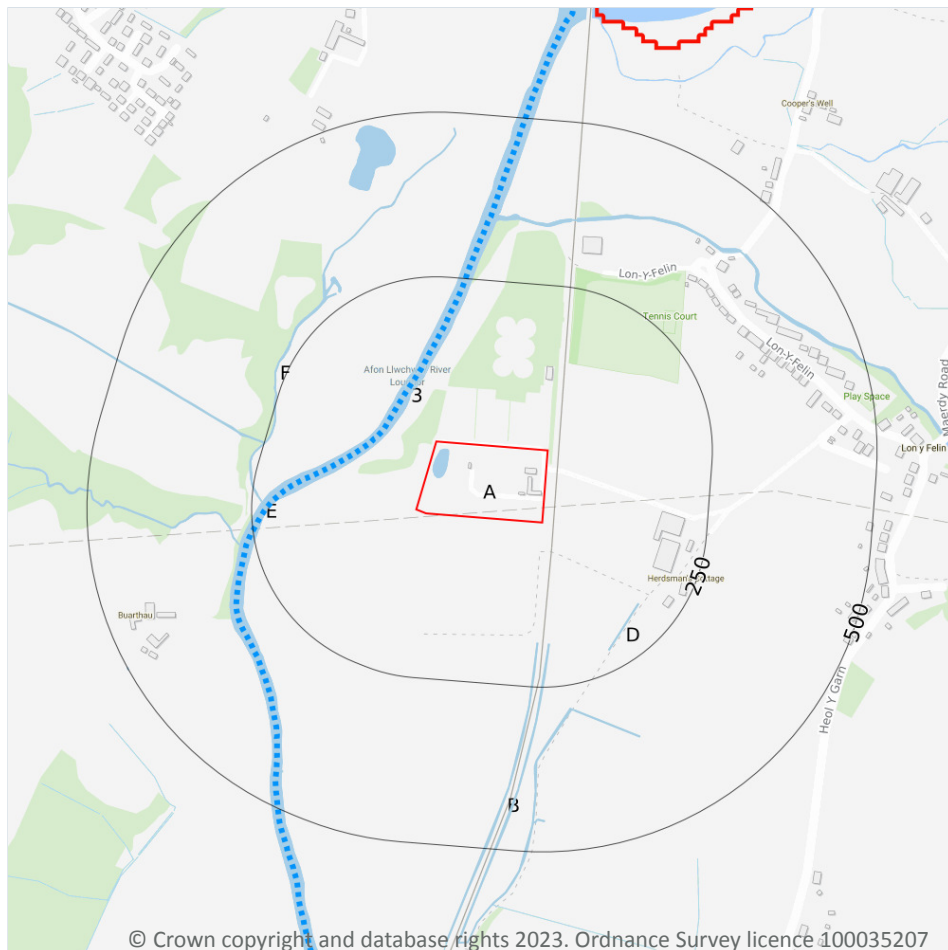 Cooper's Well
Lon-Y-Felin
Tennis Court
Lon-Y-Felin
F
Afon Llwchwr River
3
Play Space
Maerdy Road
Lon y Felin
A
E
Herdsman's Cottage
250
Buarthau
500
D
Heol Y Garn
B
© Crown copyright and database rights 2023. Ordnance Survey licence 100035207